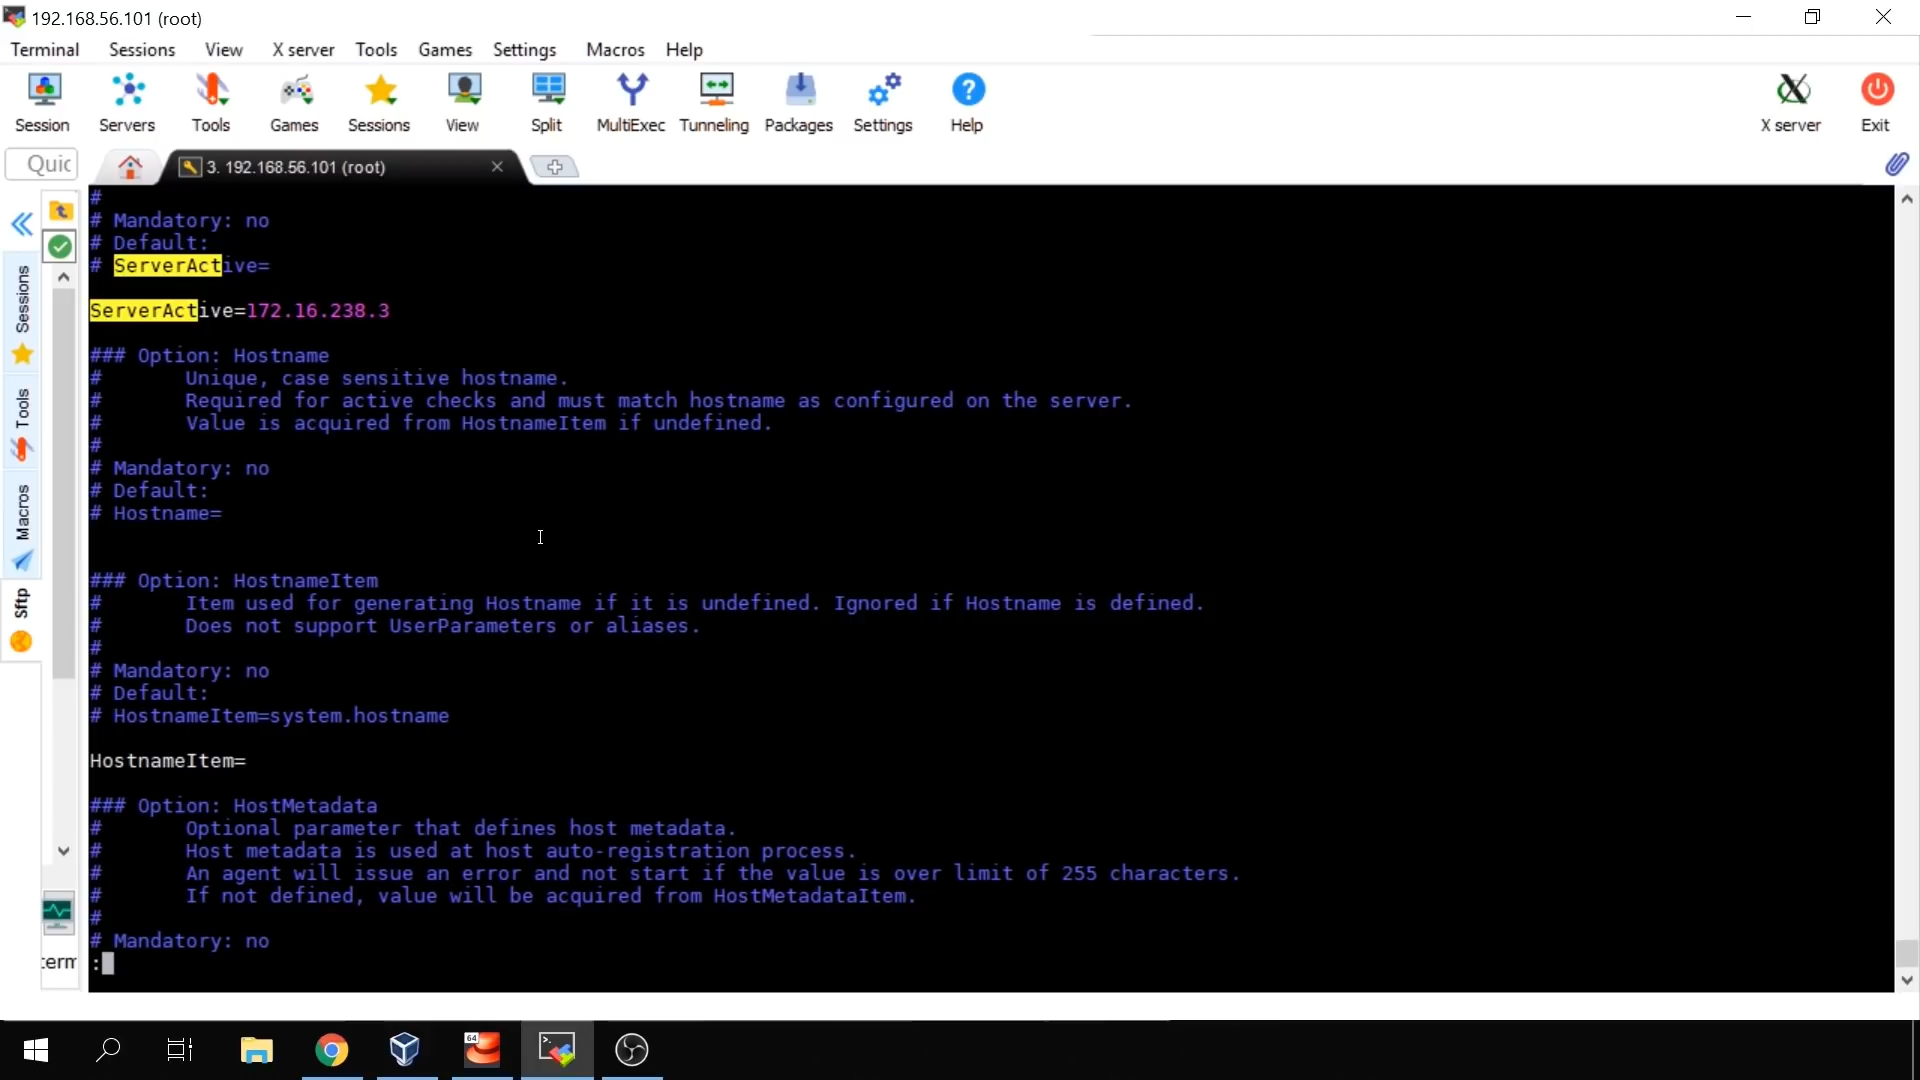 192.168.56.101 (root)
Terminal Sessions View X server Tools Games Settings Macros Help
Session Servers Tools Games Sessions View Split MultiExec Tunneling Packages Settings Help X server Exit
Quic
3. 192.168.56.101 (root)
Sessions
Tools
Macros
Sftp
term
#
# Mandatory: no
# Default:
# ServerActive=
ServerActive=172.16.238.3
### Option: Hostname
# Unique, case sensitive hostname.
# Required for active checks and must match hostname as configured on the server.
# Value is acquired from HostnameItem if undefined.
#
# Mandatory: no
# Default:
# Hostname=
### Option: HostnameItem
# Item used for generating Hostname if it is undefined. Ignored if Hostname is defined.
# Does not support UserParameters or aliases.
#
# Mandatory: no
# Default:
# HostnameItem=system.hostname
HostnameItem=
### Option: HostMetadata
# Optional parameter that defines host metadata.
# Host metadata is used at host auto-registration process.
# An agent will issue an error and not start if the value is over limit of 255 characters.
# If not defined, value will be acquired from HostMetadataItem.
#
# Mandatory: no
:
64